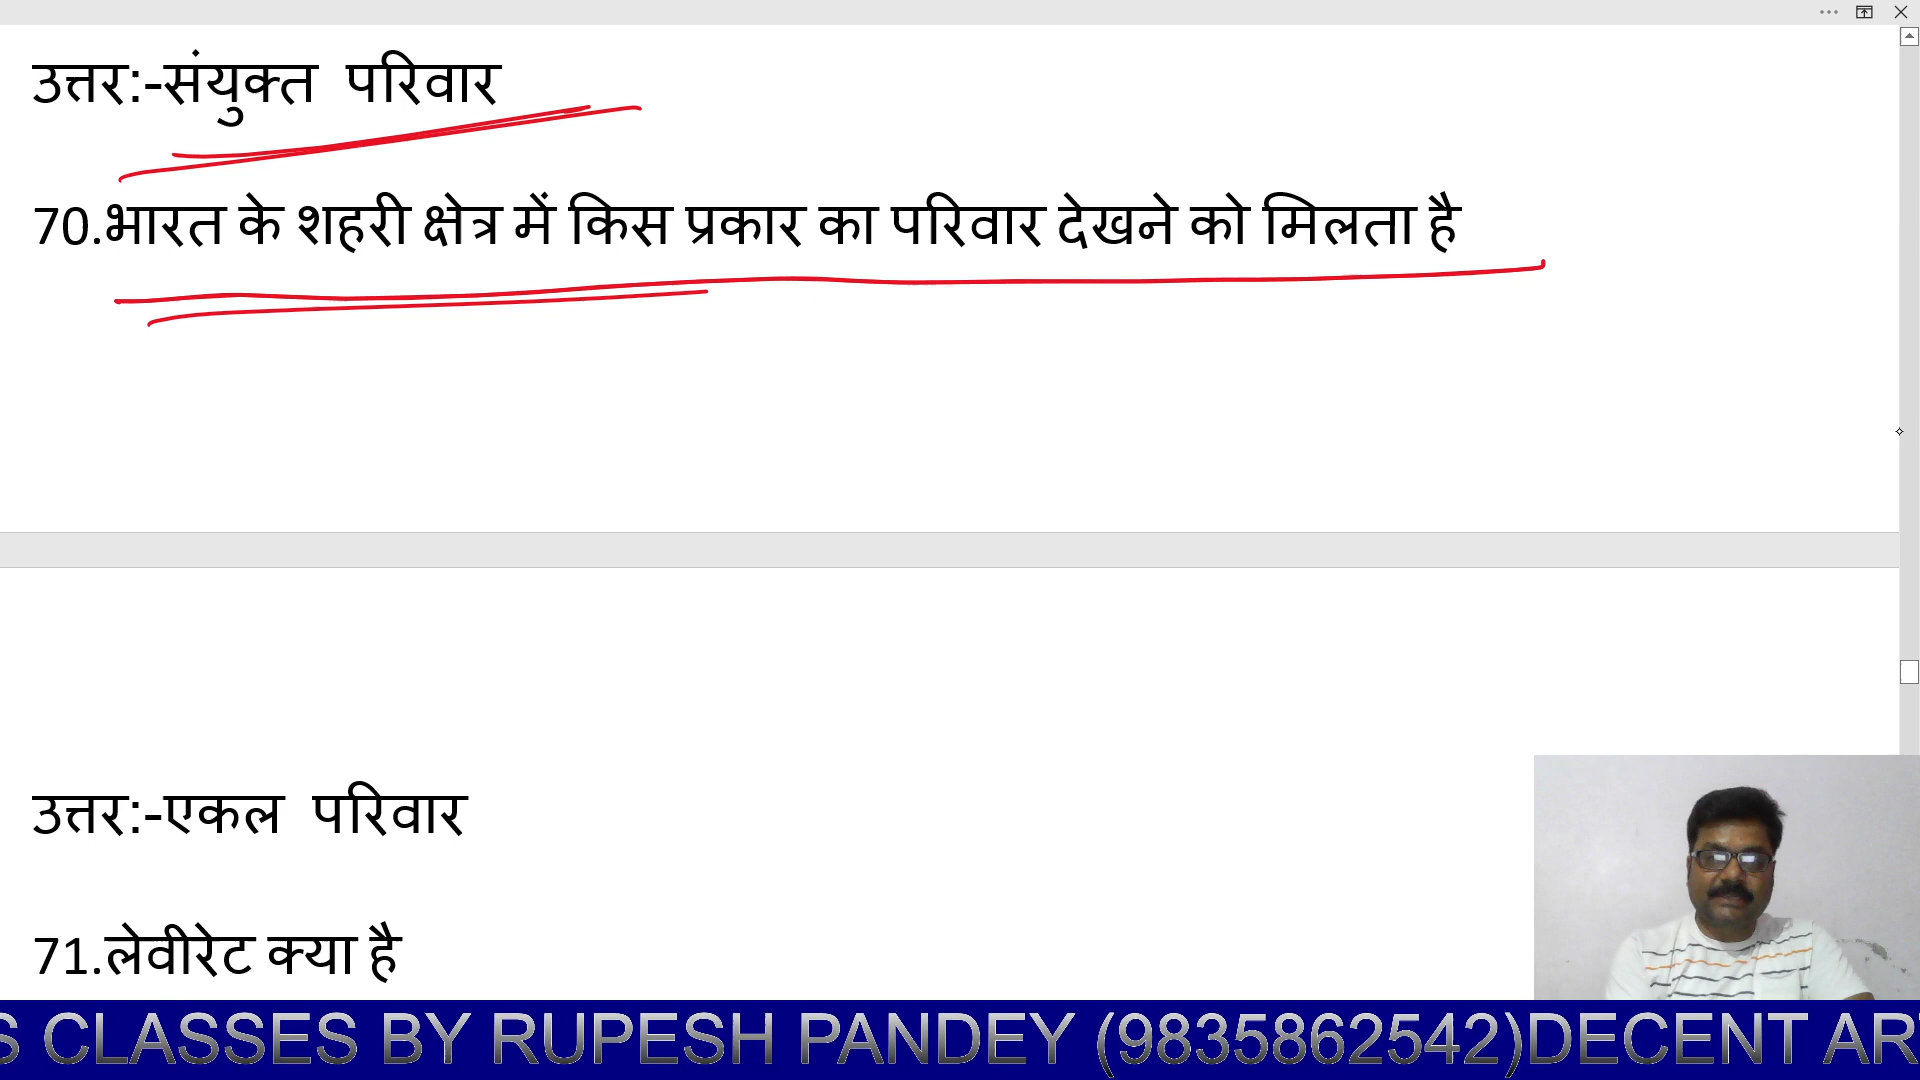 उत्तर:-संयुक्त परिवार
70.भारत के शहरी क्षेत्र में किस प्रकार का परिवार देखने को मिलता है
उत्तर:-एकल परिवार
71.लेवीरेट क्या है
S CLASSES BY RUPESH PANDEY (9835862542)DECENT AR